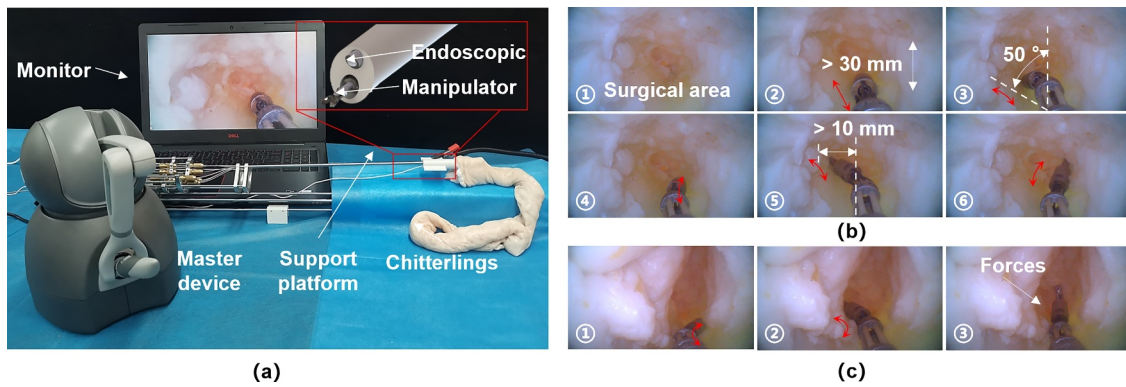 Monitor
Endoscopic
Manipulator
DELL
Master
device
Support
platform
Chitterlings
(a)
① Surgical area
② > 30 mm
③ 50 °
④
⑤ > 10 mm
⑥
(b)
①
②
③ Forces
(c)